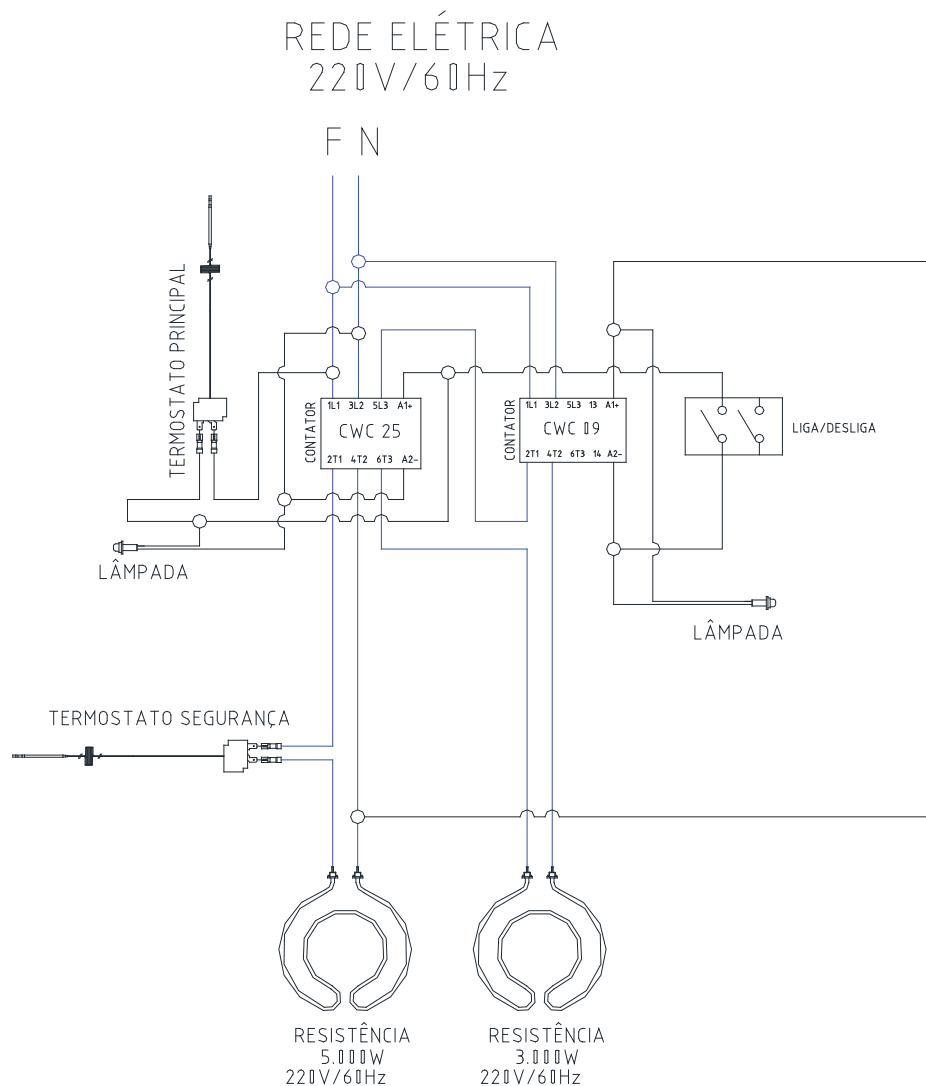 REDE ELÉTRICA
220V/60Hz
F N
TERMOSTATO PRINCIPAL
CONTATOR
1L1 3L2 5L3 A1+
CWC 25
2T1 4T2 6T3 A2-
CONTATOR
1L1 3L2 5L3 13 A1+
CWC 09
2T1 4T2 6T3 14 A2-
LIGA/DESLIGA
LÂMPADA
LÂMPADA
TERMOSTATO SEGURANÇA
RESISTÊNCIA
5.000W
220V/60Hz
RESISTÊNCIA
3.000W
220V/60Hz